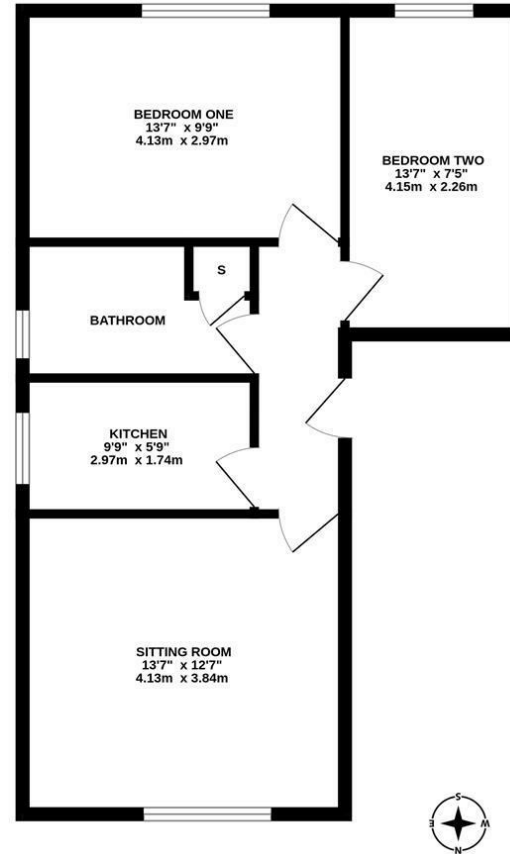 BEDROOM ONE
13'7" x 9'9"
4.13m x 2.97m
BEDROOM TWO
13'7" x 7'5"
4.15m x 2.26m
S
BATHROOM
KITCHEN
9'9" x 5'9"
2.97m x 1.74m
SITTING ROOM
13'7" x 12'7"
4.13m x 3.84m
S
E W
N